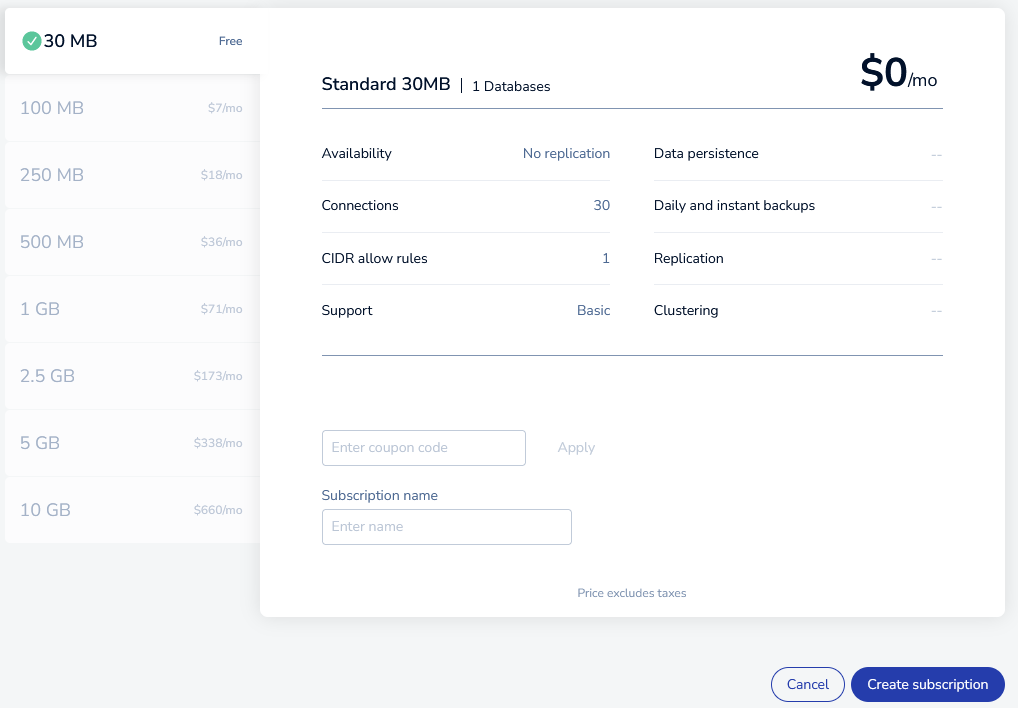 30 MB Free
100 MB $7/mo
250 MB $18/mo
500 MB $36/mo
1 GB $71/mo
2.5 GB $173/mo
5 GB $338/mo
10 GB $660/mo
Standard 30MB | 1 Databases $0/mo
Availability No replication
Connections 30
CIDR allow rules 1
Support Basic
Data persistence --
Daily and instant backups --
Replication --
Clustering --
Enter coupon code Apply
Subscription name
Enter name
Price excludes taxes
Cancel Create subscription